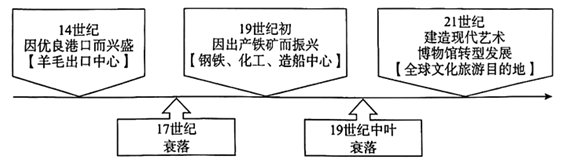 14世纪
因优良港口而兴盛
【羊毛出口中心】
19世纪初
因出产铁矿而振兴
【钢铁、化工、造船中心】
21世纪
建造现代艺术
博物馆转型发展
【全球文化旅游目的地】
17世纪
衰落
19世纪中叶
衰落